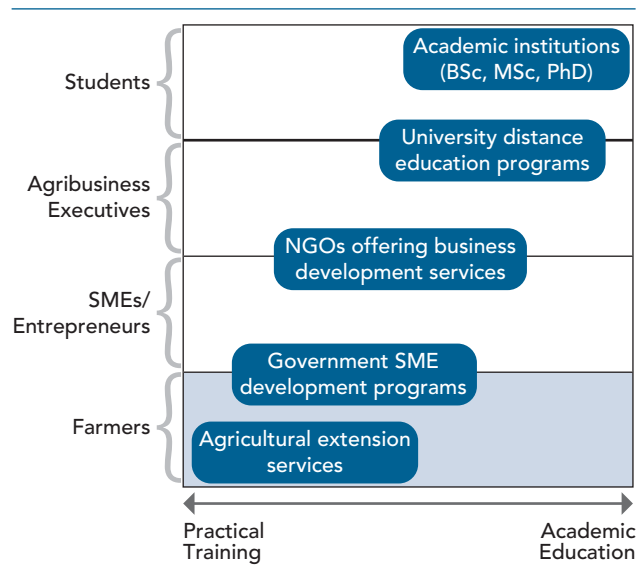 Students
Academic institutions
(BSc, MSc, PhD)
University distance
education programs
Agribusiness
Executives
NGOs offering business
development services
SMEs/
Entrepreneurs
Government SME
development programs
Farmers
Agricultural extension
services
Practical
Training
Academic
Education